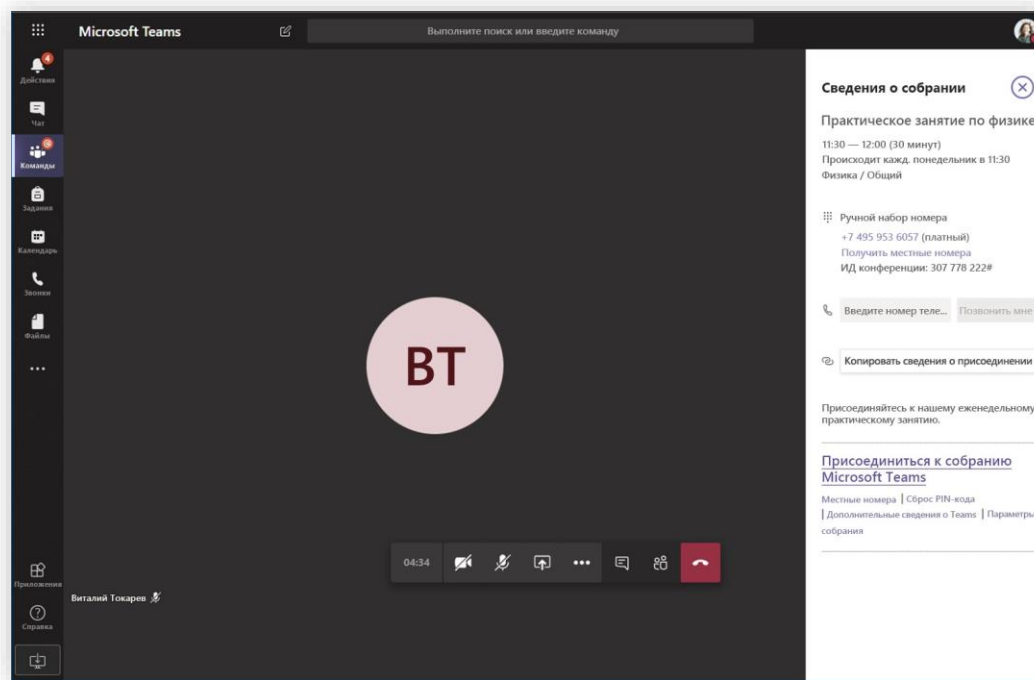 Microsoft Teams
Выполните поиск или введите команду
4
Действия
Чат
Команды
Задания
Календарь
Звонки
Файлы
Приложения
Справка
ВТ
04:34
Виталий Токарев
Сведения о собрании
Практическое занятие по физике
11:30 — 12:00 (30 минут)
Происходит кажд. понедельник в 11:30
Физика / Общий
Ручной набор номера
+7 495 953 6057 (платный)
Получить местные номера
ИД конференции: 307 778 222#
Введите номер теле... Позвонить мне
Копировать сведения о присоединении
Присоединяйтесь к нашему еженедельному
практическому занятию.
Присоединиться к собранию
Microsoft Teams
Местные номера | Сброс PIN-кода
| Дополнительные сведения о Teams | Параметры
собрания